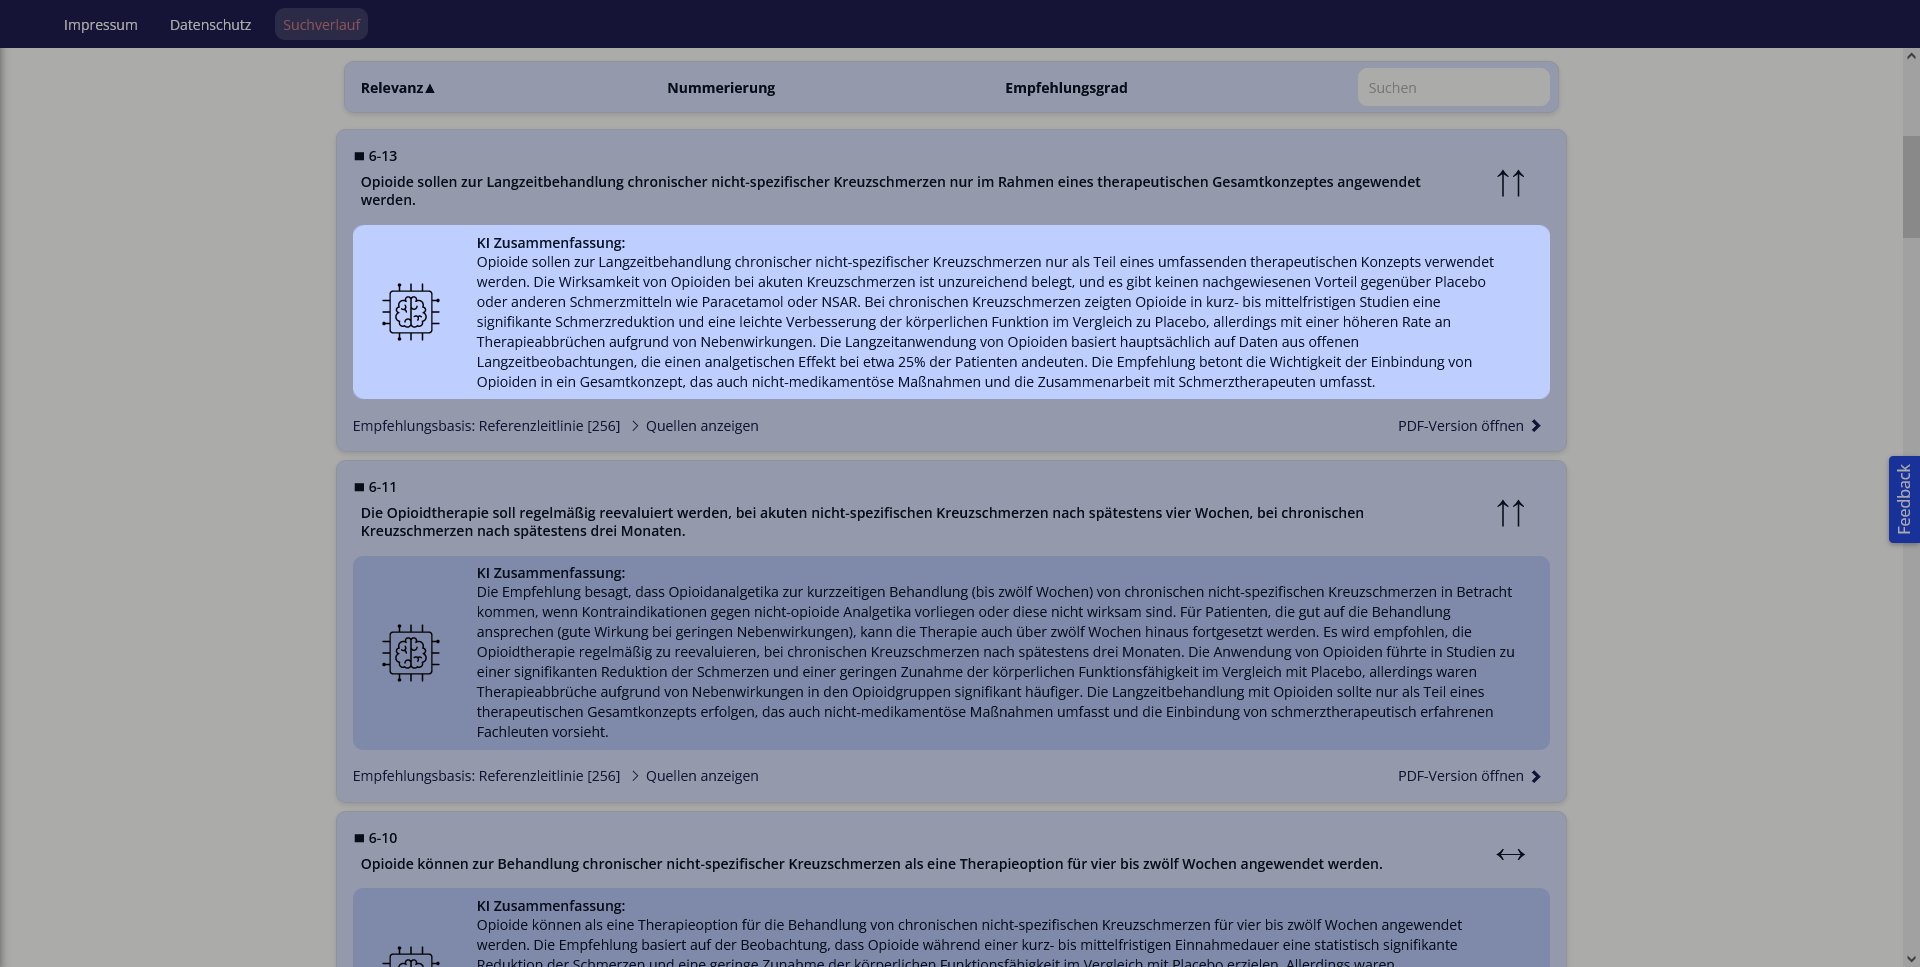 Impressum Datenschutz Suchverlauf
Relevanz▲ Nummerierung Empfehlungsgrad Suchen
6-13
Opioide sollen zur Langzeitbehandlung chronischer nicht-spezifischer Kreuzschmerzen nur im Rahmen eines therapeutischen Gesamtkonzeptes angewendet
werden.
↑↑
KI Zusammenfassung:
Opioide sollen zur Langzeitbehandlung chronischer nicht-spezifischer Kreuzschmerzen nur als Teil eines umfassenden therapeutischen Konzepts verwendet
werden. Die Wirksamkeit von Opioiden bei akuten Kreuzschmerzen ist unzureichend belegt, und es gibt keinen nachgewiesenen Vorteil gegenüber Placebo
oder anderen Schmerzmitteln wie Paracetamol oder NSAR. Bei chronischen Kreuzschmerzen zeigten Opioide in kurz- bis mittelfristigen Studien eine
signifikante Schmerzreduktion und eine leichte Verbesserung der körperlichen Funktion im Vergleich zu Placebo, allerdings mit einer höheren Rate an
Therapieabbrüchen aufgrund von Nebenwirkungen. Die Langzeitanwendung von Opioiden basiert hauptsächlich auf Daten aus offenen
Langzeitbeobachtungen, die einen analgetischen Effekt bei etwa 25% der Patienten andeuten. Die Empfehlung betont die Wichtigkeit der Einbindung von
Opioiden in ein Gesamtkonzept, das auch nicht-medikamentöse Maßnahmen und die Zusammenarbeit mit Schmerztherapeuten umfasst.
Empfehlungsbasis: Referenzleitlinie [256] > Quellen anzeigen PDF-Version öffnen
6-11
Die Opioidtherapie soll regelmäßig reevaluiert werden, bei akuten nicht-spezifischen Kreuzschmerzen nach spätestens vier Wochen, bei chronischen
Kreuzschmerzen nach spätestens drei Monaten.
↑↑
Feedback
KI Zusammenfassung:
Die Empfehlung besagt, dass Opioidanalgetika zur kurzzeitigen Behandlung (bis zwölf Wochen) von chronischen nicht-spezifischen Kreuzschmerzen in Betracht
kommen, wenn Kontraindikationen gegen nicht-opioide Analgetika vorliegen oder diese nicht wirksam sind. Für Patienten, die gut auf die Behandlung
ansprechen (gute Wirkung bei geringen Nebenwirkungen), kann die Therapie auch über zwölf Wochen hinaus fortgesetzt werden. Es wird empfohlen, die
Opioidtherapie regelmäßig zu reevaluieren, bei chronischen Kreuzschmerzen nach spätestens drei Monaten. Die Anwendung von Opioiden führte in Studien zu
einer signifikanten Reduktion der Schmerzen und einer geringen Zunahme der körperlichen Funktionsfähigkeit im Vergleich mit Placebo, allerdings waren
Therapieabbrüche aufgrund von Nebenwirkungen in den Opioidgruppen signifikant häufiger. Die Langzeitbehandlung mit Opioiden sollte nur als Teil eines
therapeutischen Gesamtkonzepts erfolgen, das auch nicht-medikamentöse Maßnahmen umfasst und die Einbindung von schmerztherapeutisch erfahrenen
Fachleuten vorsieht.
Empfehlungsbasis: Referenzleitlinie [256] > Quellen anzeigen PDF-Version öffnen
6-10
Opioide können zur Behandlung chronischer nicht-spezifischer Kreuzschmerzen als eine Therapieoption für vier bis zwölf Wochen angewendet werden.
↔
KI Zusammenfassung:
Opioide können als eine Therapieoption für die Behandlung von chronischen nicht-spezifischen Kreuzschmerzen für vier bis zwölf Wochen angewendet
werden. Die Empfehlung basiert auf der Beobachtung, dass Opioide während einer kurz- bis mittelfristigen Einnahmedauer eine statistisch signifikante
Reduktion der Schmerzen und eine geringe Zunahme der körperlichen Funktionsfähigkeit im Vergleich mit Placebo erzielen. Allerdings waren